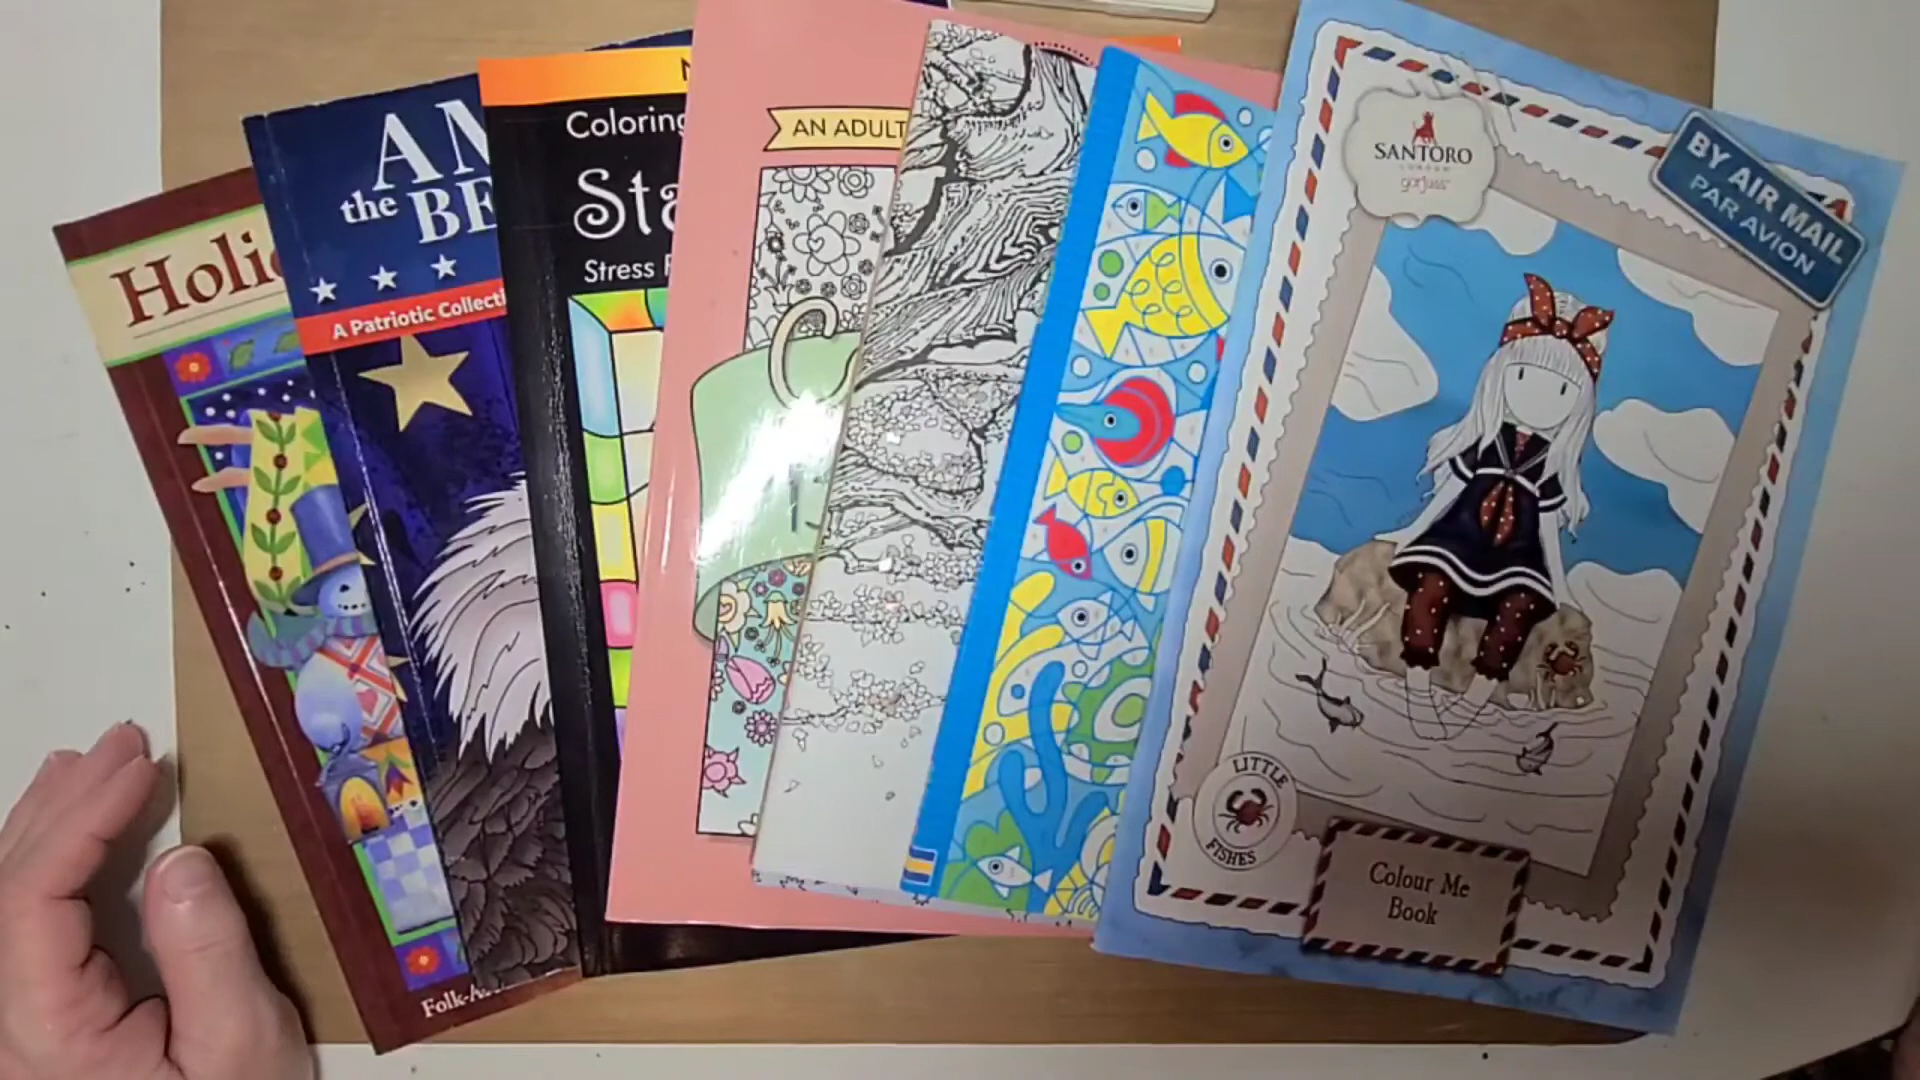 Holi
Folk-A
AM
the BE
A Patriotic Collecti
N
Coloring
Sta
Stress
AN ADULT
SANTORO
LONDON
gorjuss
BY AIR MAIL
PAR AVION
LITTLE
FISHES
Colour Me
Book